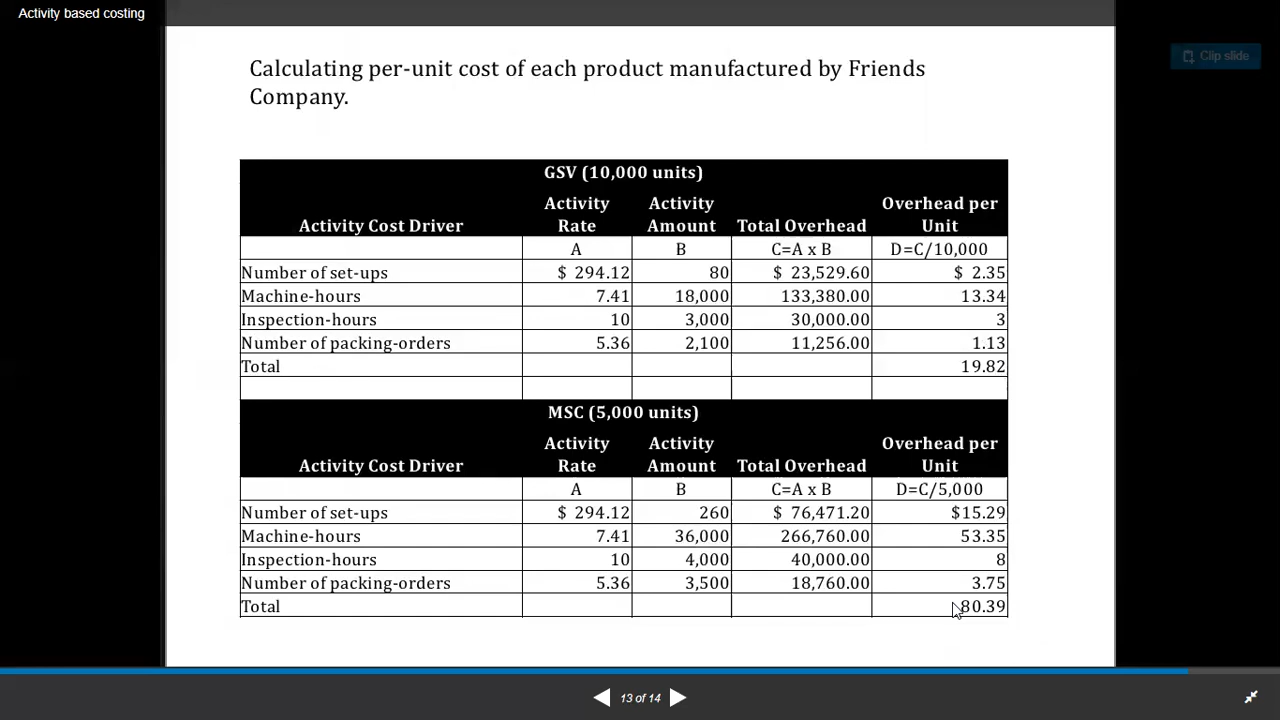 Activity based costing
Clip slide
Calculating per-unit cost of each product manufactured by Friends
Company.
GSV (10,000 units)
Activity Cost Driver Activity Rate Activity Amount Total Overhead Overhead per Unit
A B C=A x B D=C/10,000
Number of set-ups $ 294.12 80 $ 23,529.60 $ 2.35
Machine-hours 7.41 18,000 133,380.00 13.34
Inspection-hours 10 3,000 30,000.00 3
Number of packing-orders 5.36 2,100 11,256.00 1.13
Total 19.82
MSC (5,000 units)
Activity Cost Driver Activity Rate Activity Amount Total Overhead Overhead per Unit
A B C=A x B D=C/5,000
Number of set-ups $ 294.12 260 $ 76,471.20 $15.29
Machine-hours 7.41 36,000 266,760.00 53.35
Inspection-hours 10 4,000 40,000.00 8
Number of packing-orders 5.36 3,500 18,760.00 3.75
Total 80.39
13 of 14